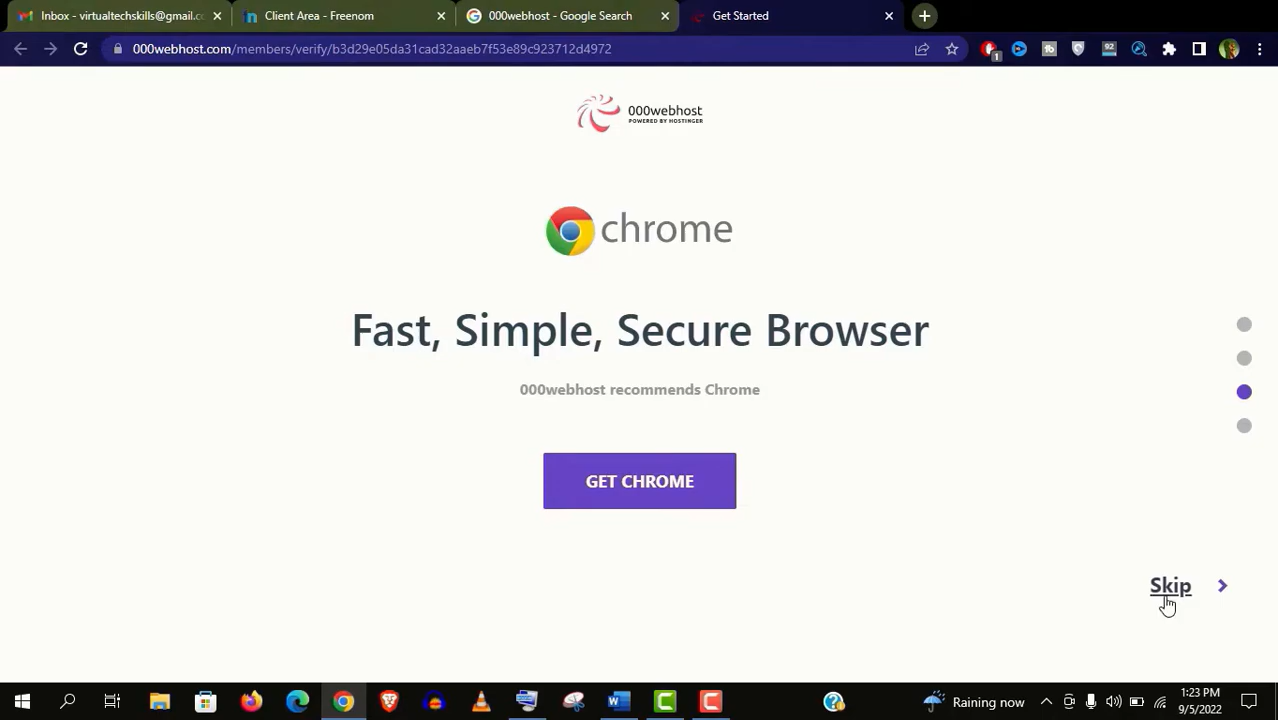 Inbox - virtualtechskills@gmail.c
Client Area - Freenom
000webhost - Google Search
Get Started
000webhost.com/members/verify/b3d29e05da31cad32aaeb7f53e89c923712d4972
1
92
000webhost
POWERED BY HOSTINGER
chrome
Fast, Simple, Secure Browser
000webhost recommends Chrome
GET CHROME
Skip
Raining now
1:23 PM
9/5/2022